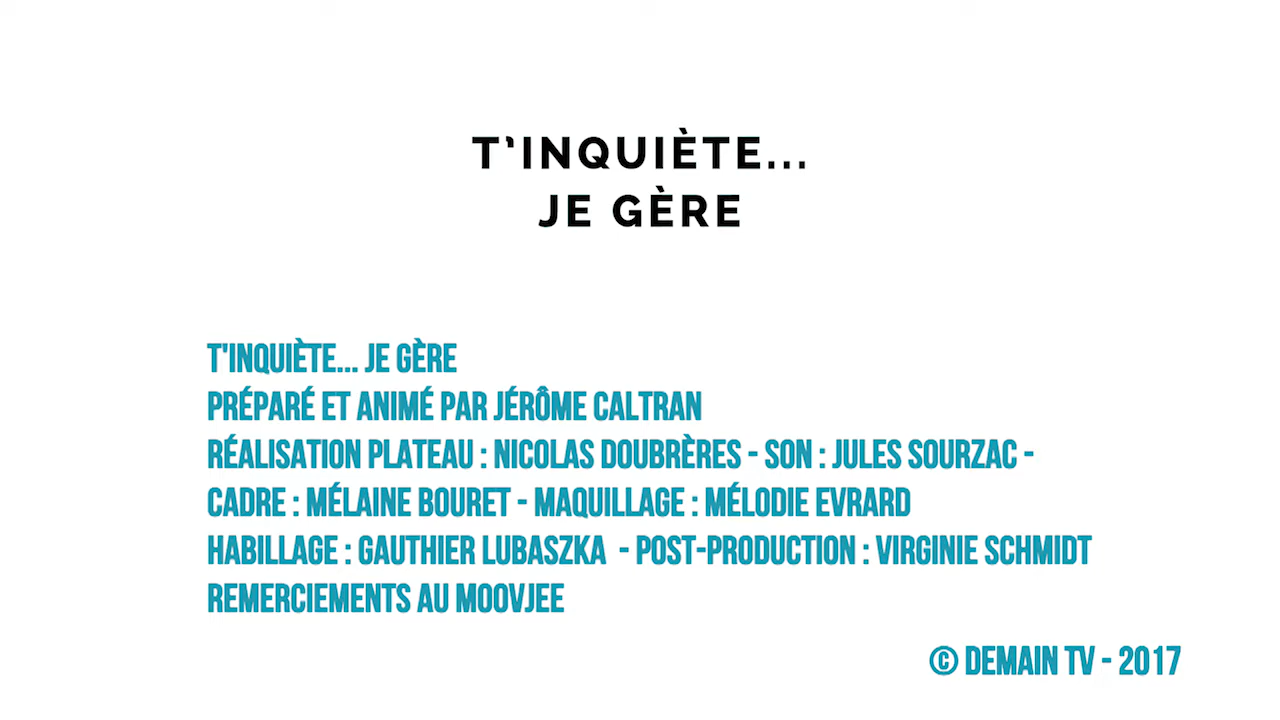 T'INQUIÈTE...
JE GÈRE
T'INQUIÈTE... JE GÈRE
PRÉPARÉ ET ANIMÉ PAR JÉRÔME CALTRAN
RÉALISATION PLATEAU : NICOLAS DOUBRÈRES - SON : JULES SOURZAC -
CADRE : MÉLAINE BOURET - MAQUILLAGE : MÉLODIE EVRARD
HABILLAGE : GAUTHIER LUBASZKA - POST-PRODUCTION : VIRGINIE SCHMIDT
REMERCIEMENTS AU MOOVJEE
© DEMAIN TV - 2017